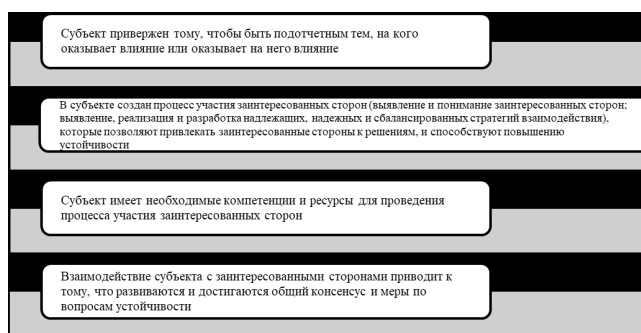 Субъект привержен тому, чтобы быть подотчетным тем, на кого
оказывает влияние или оказывает на него влияние
В субъекте создан процесс участия заинтересованных сторон (выявление и понимание заинтересованных сторон;
выявление, реализация и разработка надлежащих, надежных и сбалансированных стратегий взаимодействия),
которые позволяют привлекать заинтересованные стороны к решениям, и способствуют повышению
устойчивости
Субъект имеет необходимые компетенции и ресурсы для проведения
процесса участия заинтересованных сторон
Взаимодействие субъекта с заинтересованными сторонами приводит к
тому, что развиваются и достигаются общий консенсус и меры по
вопросам устойчивости